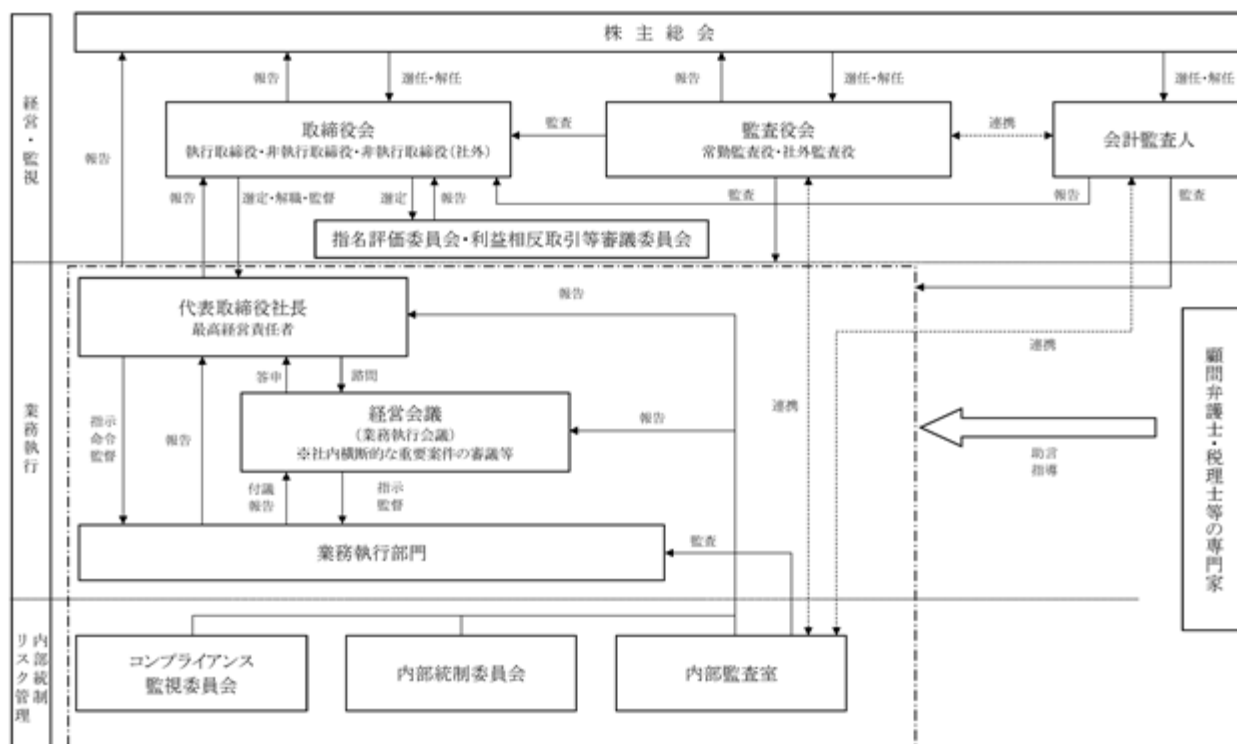 株主総会
経営・監視
報告
報告
選任・解任
報告
選任・解任
選任・解任
取締役会
執行取締役・非執行取締役・非執行取締役(社外)
監査
監査役会
常勤監査役・社外監査役
連携
会計監査人
報告
選定・解職・監督
選定
報告
監査
報告
監査
指名評価委員会・利益相反取引等審議委員会
業務執行
代表取締役社長
最高経営責任者
報告
連携
答申
諮問
指示
命令
監督
報告
経営会議
(業務執行会議)
※社内横断的な重要案件の審議等
報告
連携
助言
指導
顧問弁護士・税理士等の専門家
付議
報告
指示
監督
業務執行部門
監査
内部統制
リスク管理
コンプライアンス
監視委員会
内部統制委員会
内部監査室